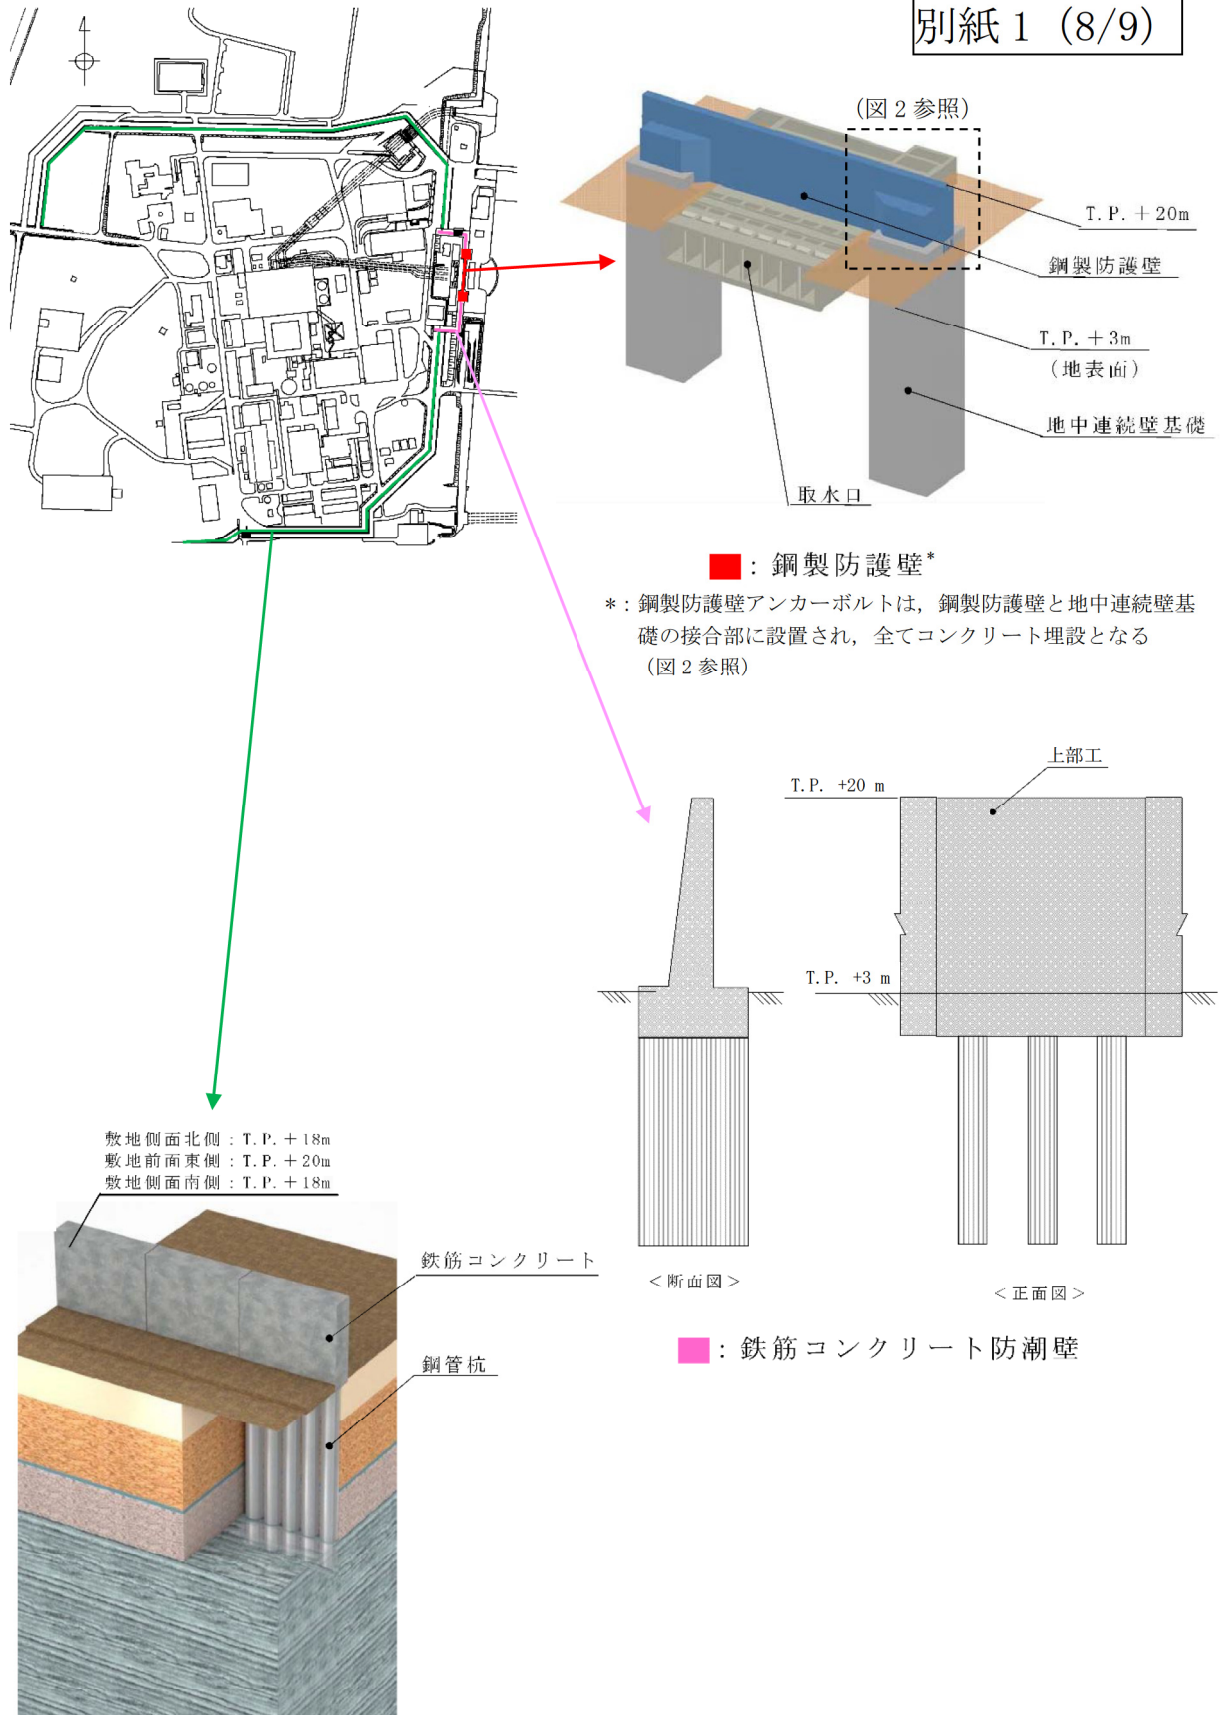 別紙1 (8/9)
(図2参照)
T.P.+20m
鋼製防護壁
T.P.+3m
(地表面)
地中連続壁基礎
取水口
：鋼製防護壁*
*：鋼製防護壁アンカーボルトは，鋼製防護壁と地中連続壁基
礎の接合部に設置され，全てコンクリート埋設となる
(図2参照)
上部工
T.P. +20 m
T.P. +3 m
＜断面図＞
＜正面図＞
：鉄筋コンクリート防潮壁
敷地側面北側：T.P.+18m
敷地前面東側：T.P.+20m
敷地側面南側：T.P.+18m
鉄筋コンクリート
鋼管杭